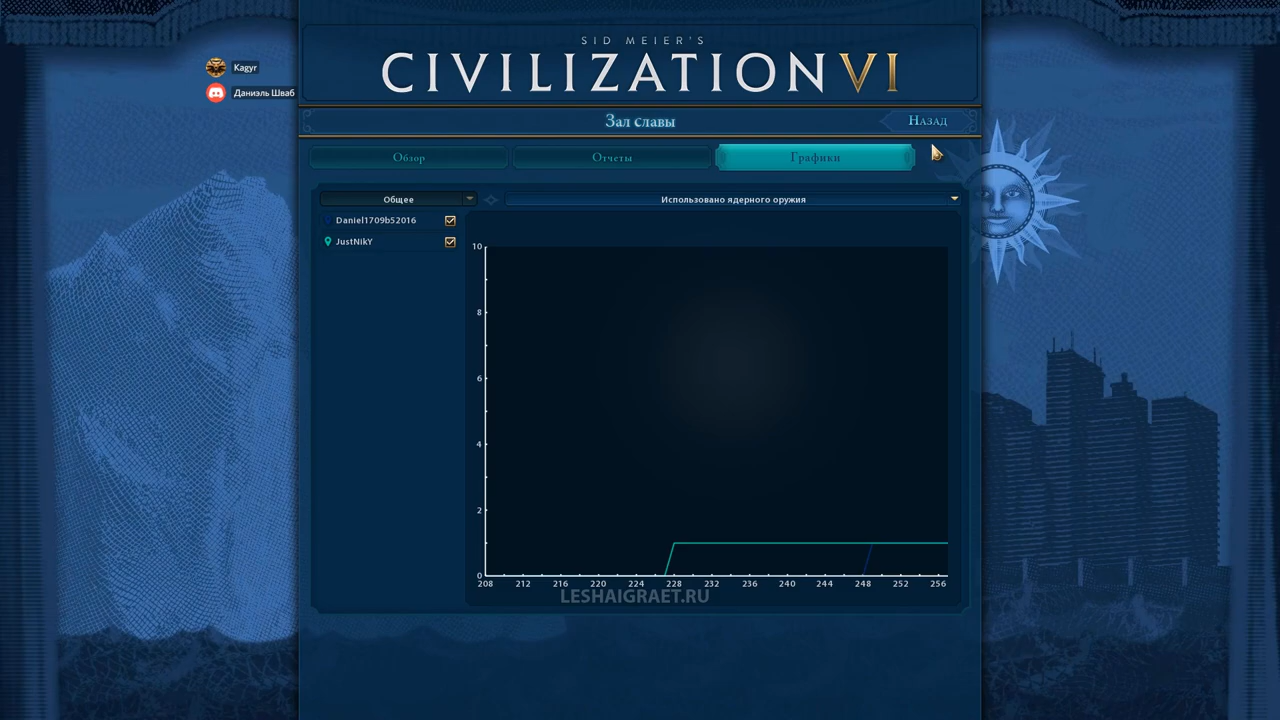 SID MEIER'S
CIVILIZATION VI
Kagyr
Даниэль Шваб
Зал славы
Назад
Обзор
Отчеты
Графики
Общее
Использовано ядерного оружия
Daniel1709b52016
JustNikY
10
8
6
4
2
0
208 212 216 220 224 228 232 236 240 244 248 252 256
LESHAIGRAET.RU